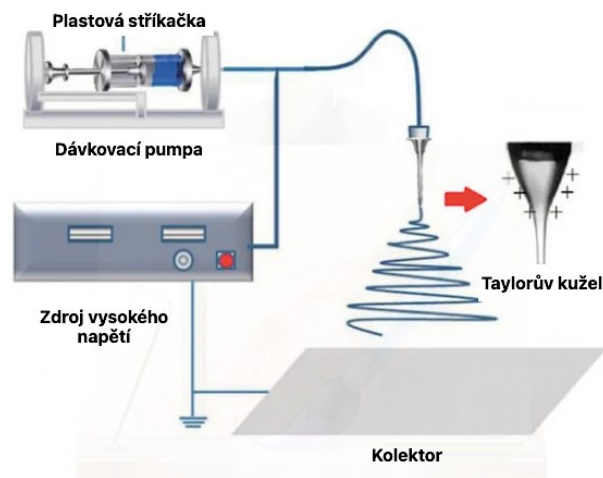 Plastová stříkačka
Dávkovací pumpa
Taylorův kužel
Zdroj vysokého
napětí
Kolektor